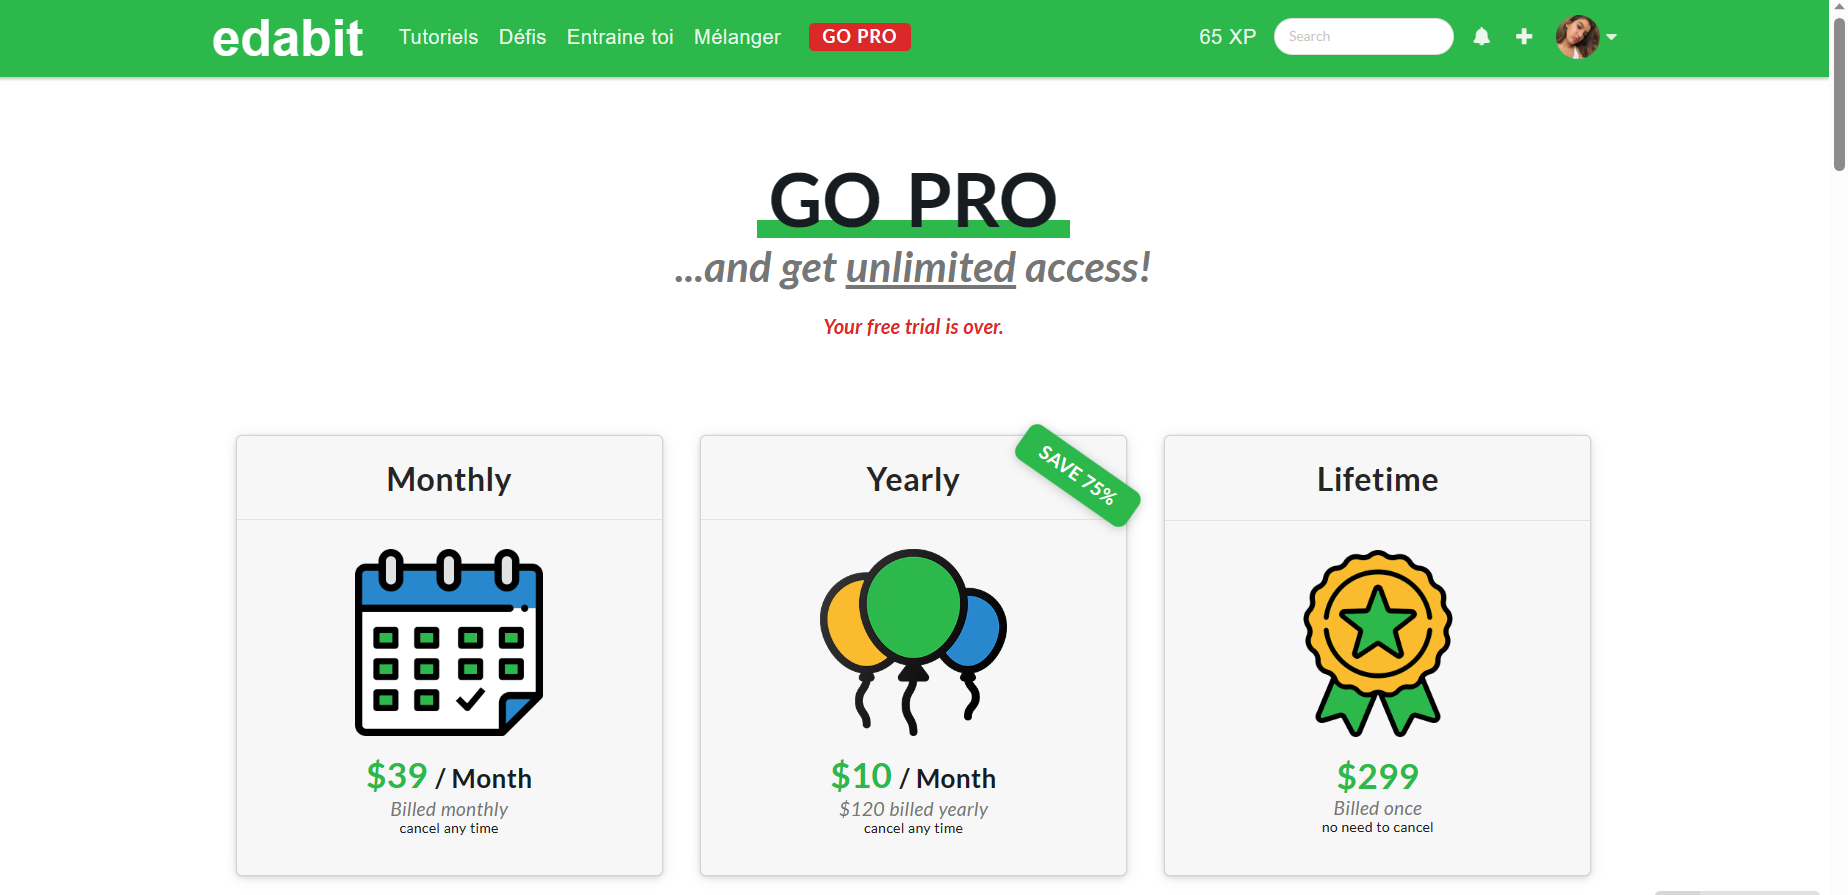 edabit
Tutoriels Défis Entraine toi Mélanger GO PRO 65 XP Search
GO PRO
...and get unlimited access!
Your free trial is over.
Monthly
$39 / Month
Billed monthly
cancel any time
Yearly
SAVE 75%
$10 / Month
$120 billed yearly
cancel any time
Lifetime
$299
Billed once
no need to cancel